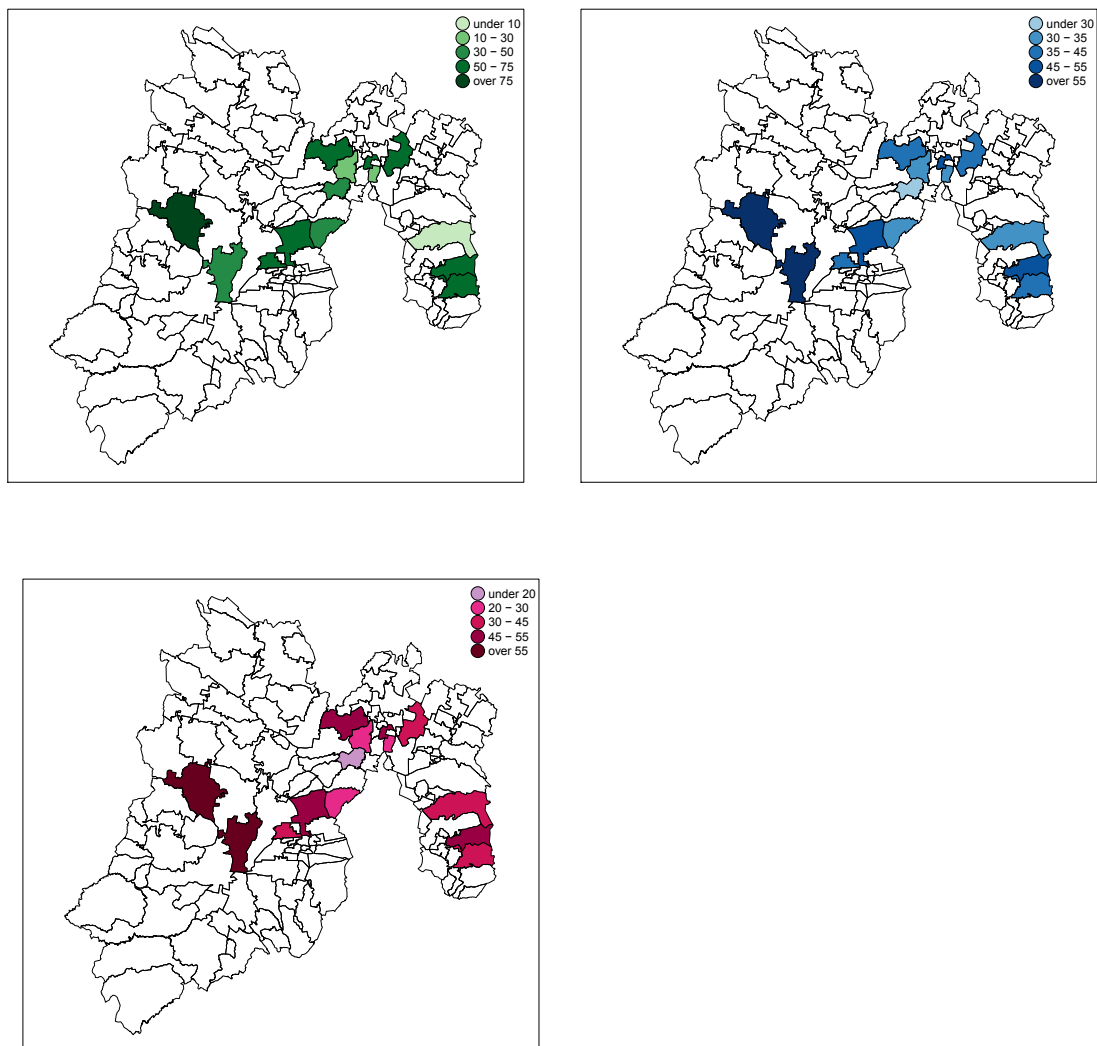 under 10
10 − 30
30 − 50
50 − 75
over 75
under 30
30 − 35
35 − 45
45 − 55
over 55
under 20
20 − 30
30 − 45
45 − 55
over 55